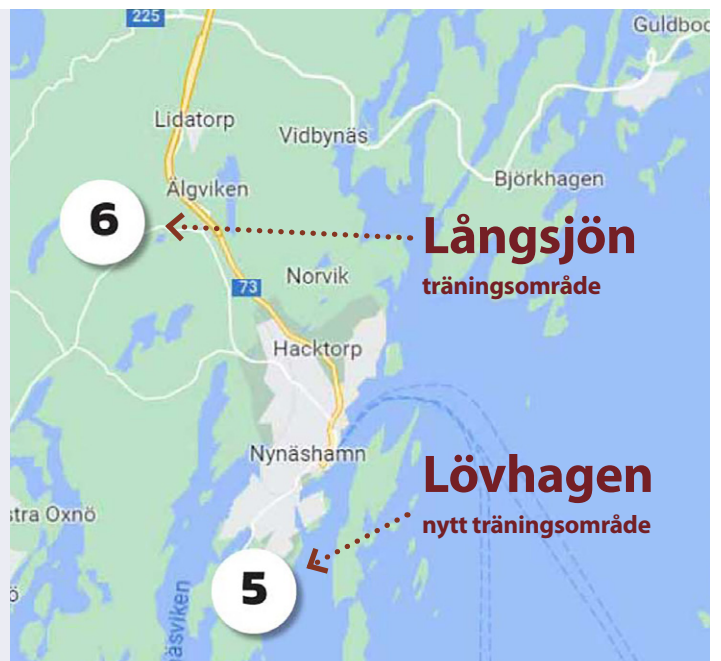 225
Guldboc
Lidatorp
Vidbynäs
Björkhagen
Älgviken
6
Långsjön
träningsområde
Norvik
73
Hacktorp
Nynäshamn
Lövhagen
nytt träningsområde
stra Oxnö
5
äsviken
ö